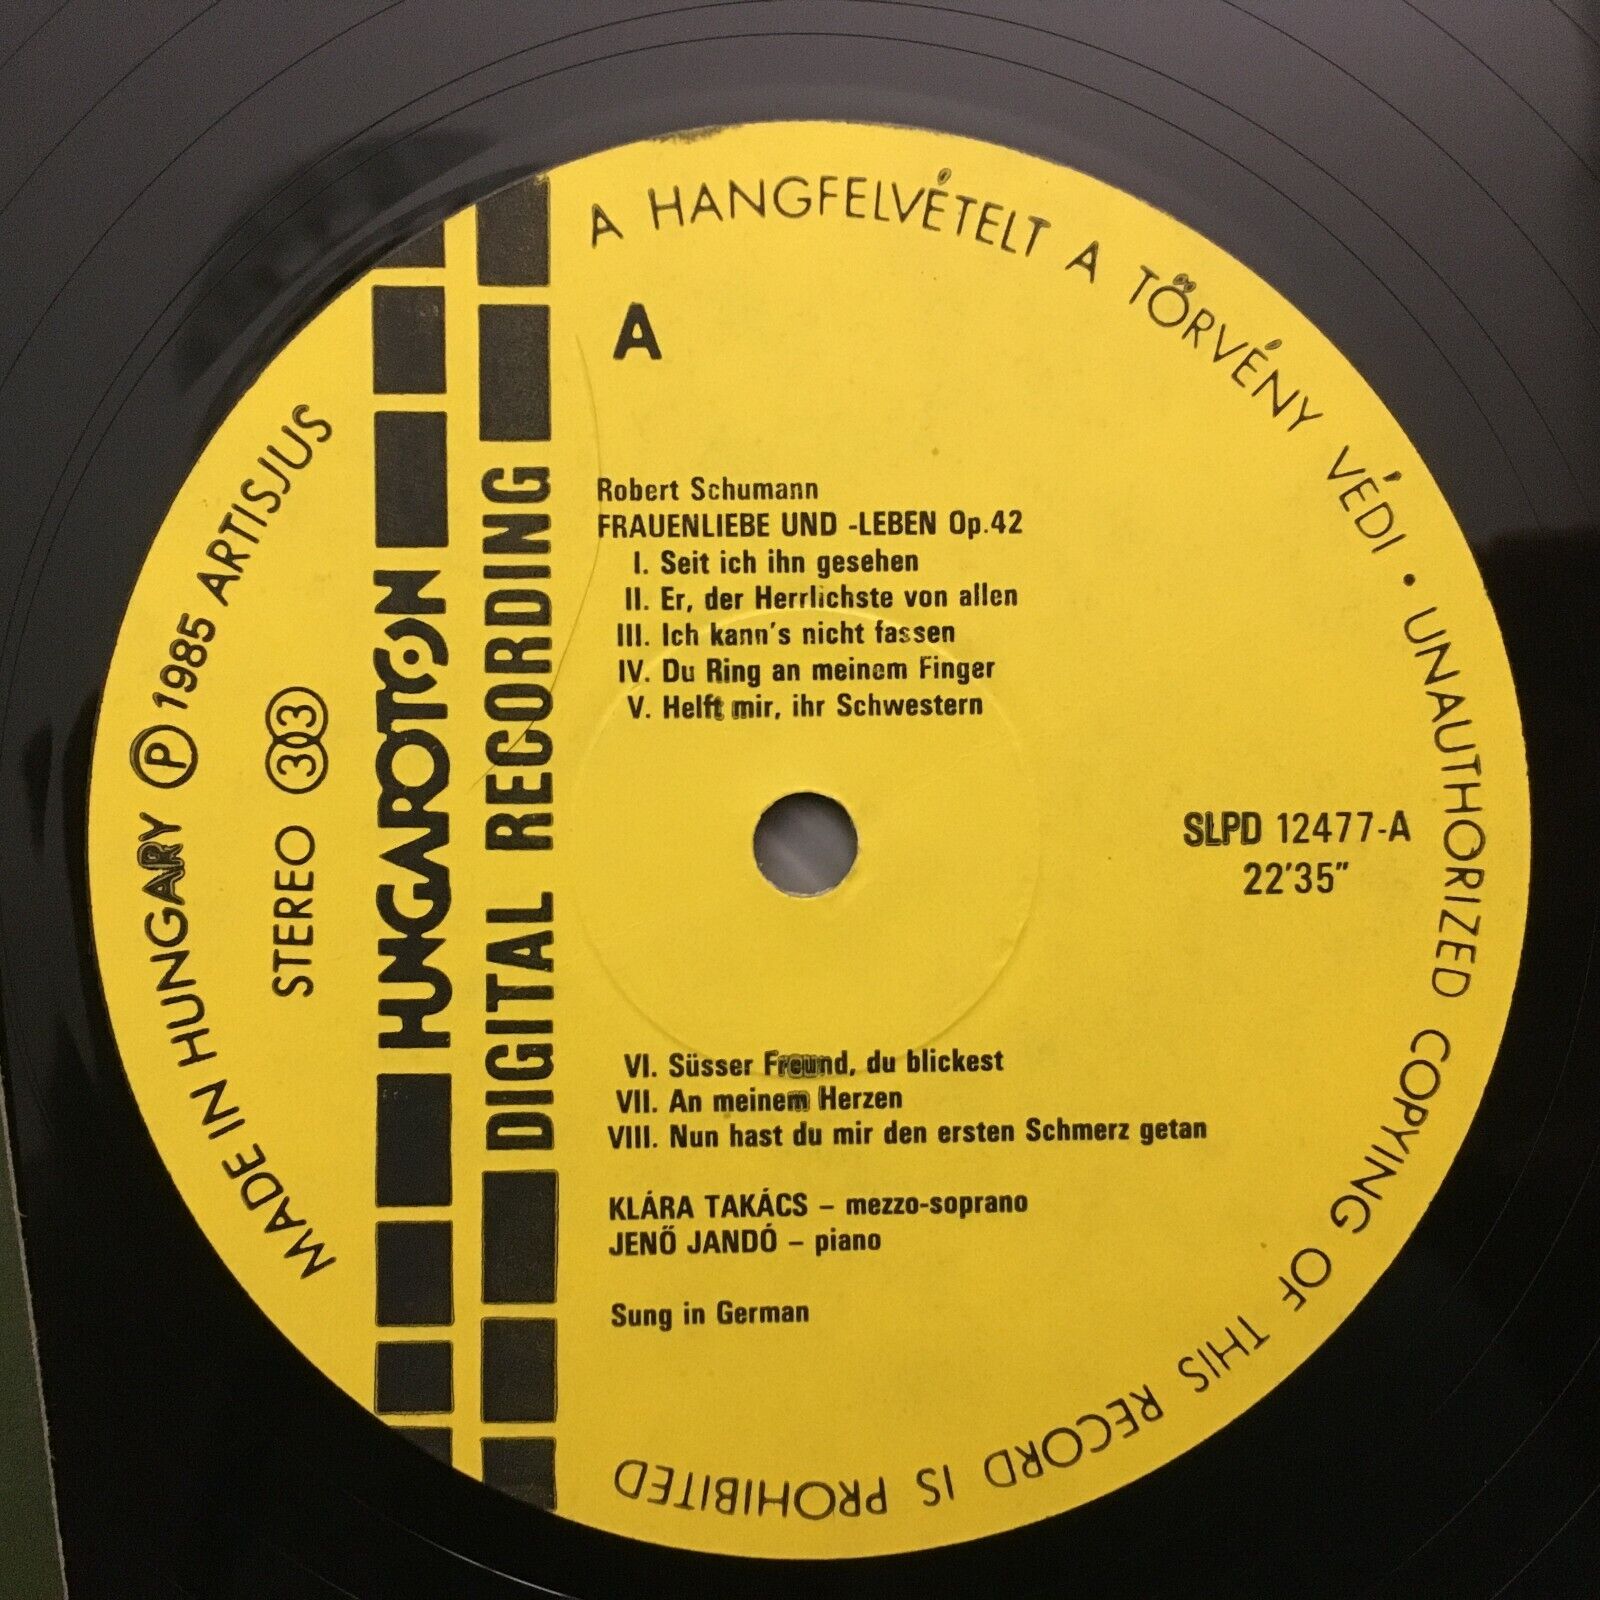 A HANGFELVÉTELT A TÖRVÉNY VÉDI • UNAUTHORIZED COPYING OF THIS RECORD IS PROHIBITED
MADE IN HUNGARY Ⓟ 1985 ARTISJUS
STEREO 33
HUNGAROTON
DIGITAL RECORDING
A
Robert Schumann
FRAUENLIEBE UND -LEBEN Op.42
I. Seit ich ihn gesehen
II. Er, der Herrlichste von allen
III. Ich kann's nicht fassen
IV. Du Ring an meinem Finger
V. Helft mir, ihr Schwestern
SLPD 12477-A
22'35"
VI. Süsser Freund, du blickest
VII. An meinem Herzen
VIII. Nun hast du mir den ersten Schmerz getan
KLÁRA TAKÁCS – mezzo-soprano
JENŐ JANDÓ – piano
Sung in German